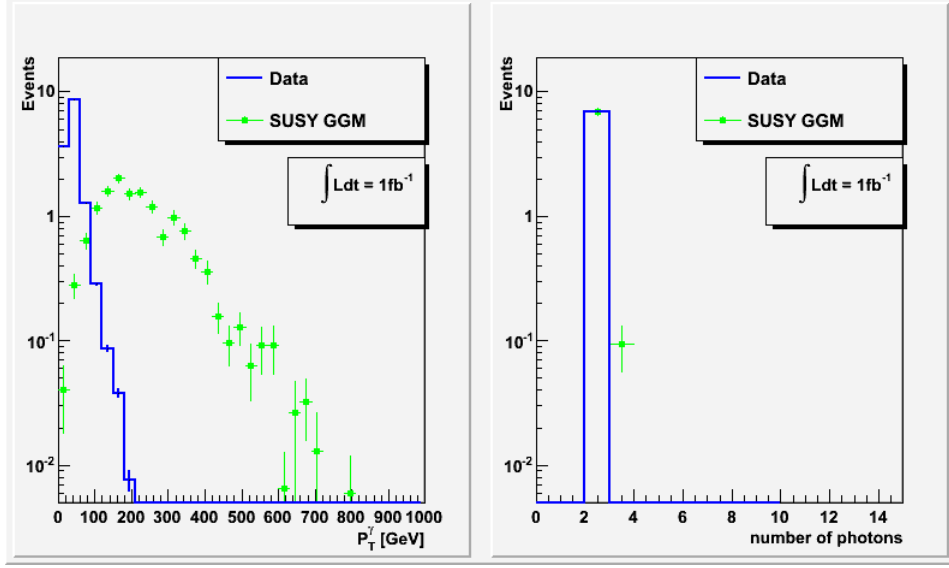 Events
10
1
10⁻¹
10⁻²
Data
SUSY GGM
∫Ldt = 1fb⁻¹
0 100 200 300 400 500 600 700 800 900 1000
P_T^γ [GeV]
Events
10
1
10⁻¹
10⁻²
Data
SUSY GGM
∫Ldt = 1fb⁻¹
0 2 4 6 8 10 12 14
number of photons